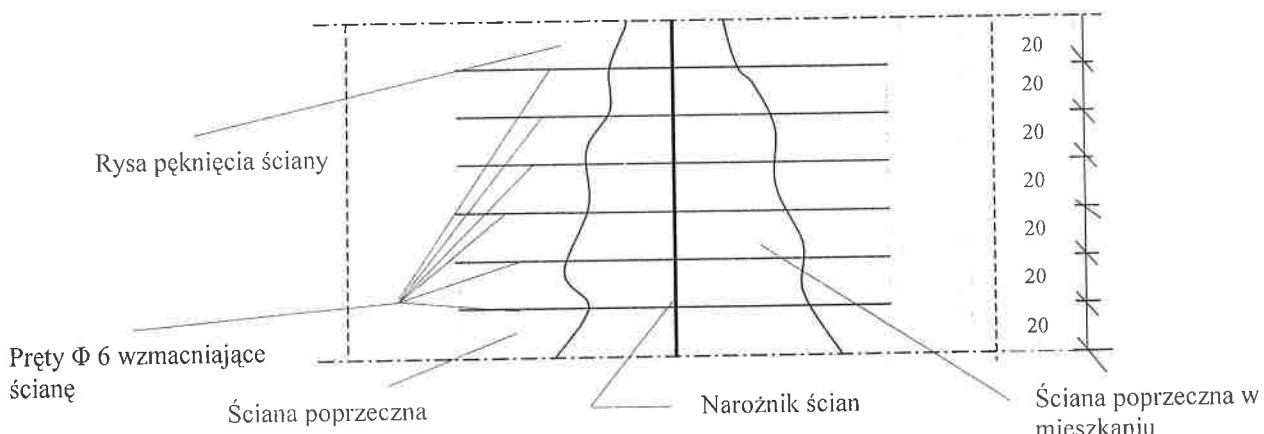 20
20
20
20
20
20
20
Rysa pęknięcia ściany
Pręty Φ 6 wzmacniające
ścianę
Ściana poprzeczna
Narożnik ścian
Ściana poprzeczna w
mieszkaniu